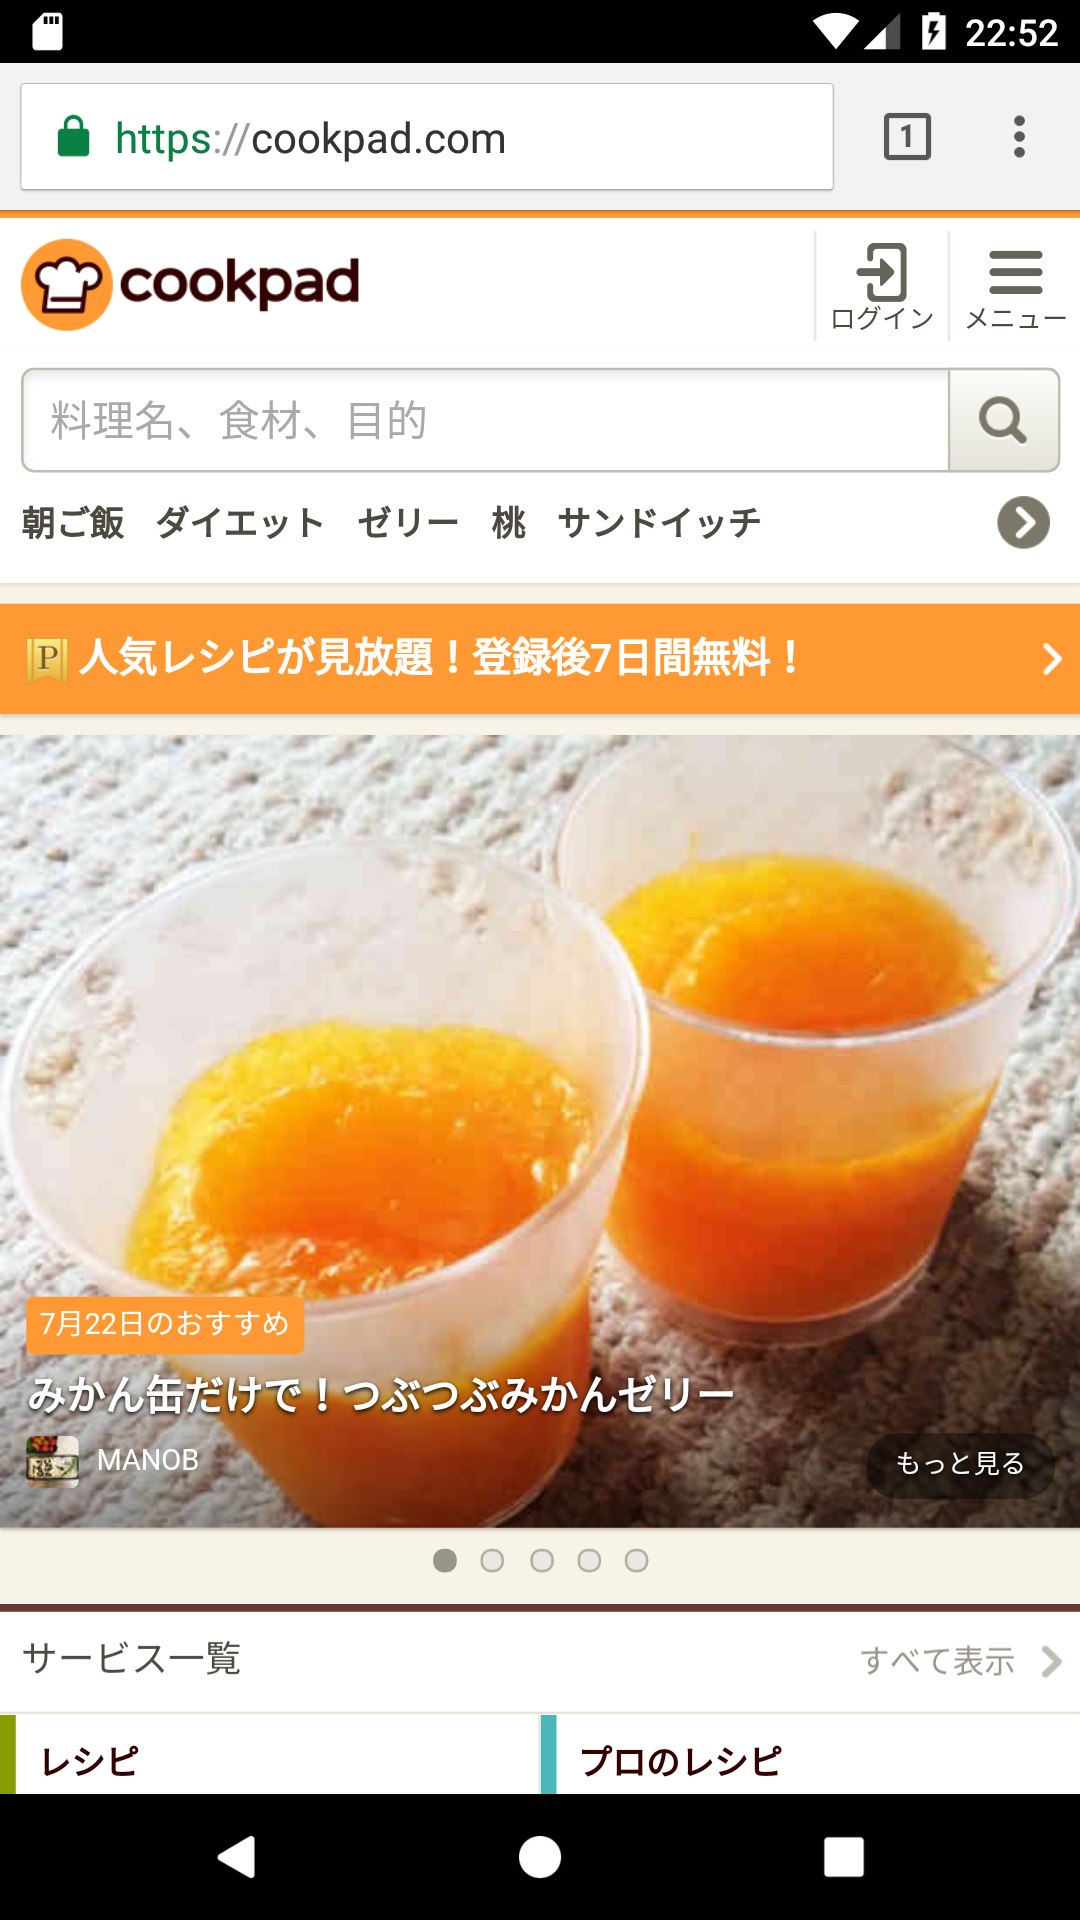 22:52
https://cookpad.com
1
cookpad
ログイン
メニュー
料理名、食材、目的
朝ご飯 ダイエット ゼリー 桃 サンドイッチ
P 人気レシピが見放題！登録後7日間無料！
7月22日のおすすめ
みかん缶だけで！つぶつぶみかんゼリー
MANOB
もっと見る
サービス一覧
すべて表示
レシピ
プロのレシピ